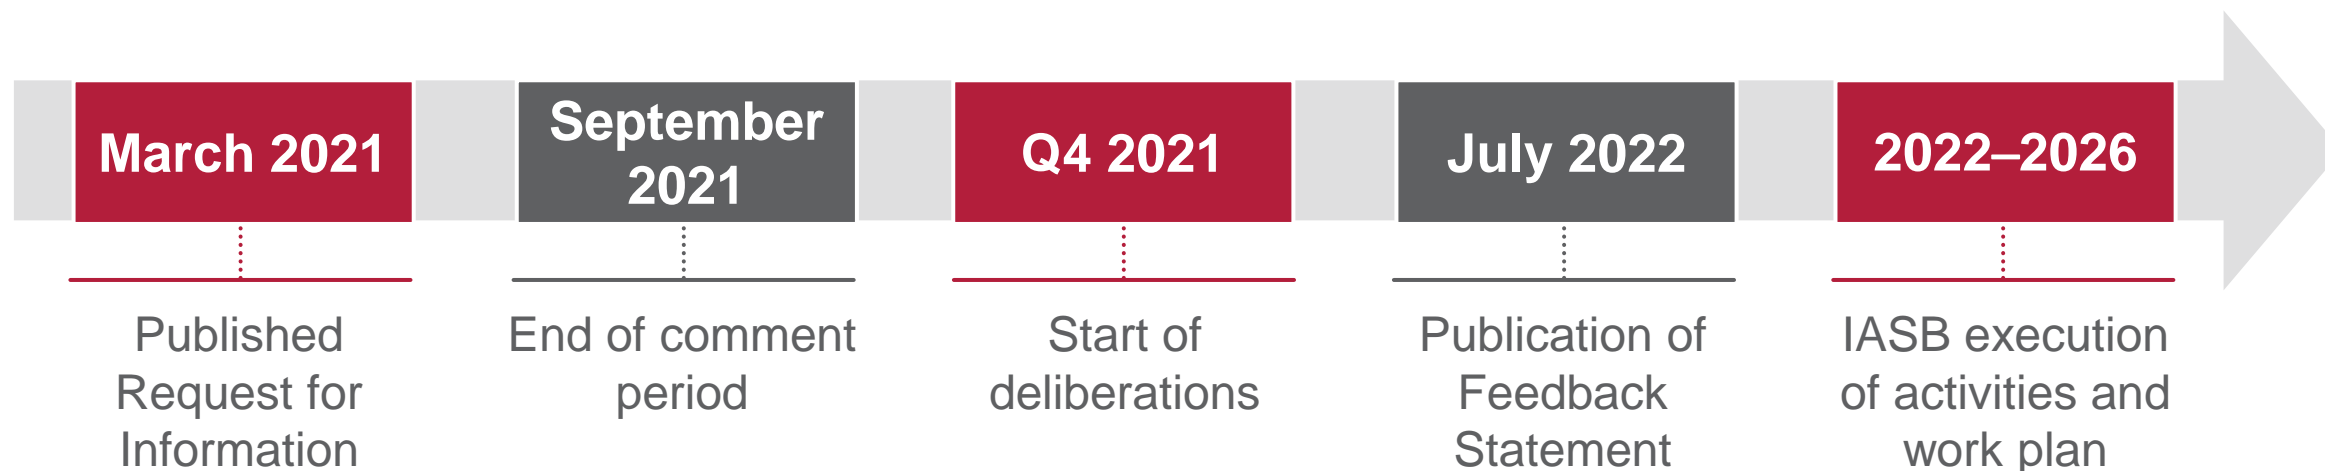 March 2021
September
2021
Q4 2021
July 2022
2022–2026
Published
Request for
Information
End of comment
period
Start of
deliberations
Publication of
Feedback
Statement
IASB execution
of activities and
work plan